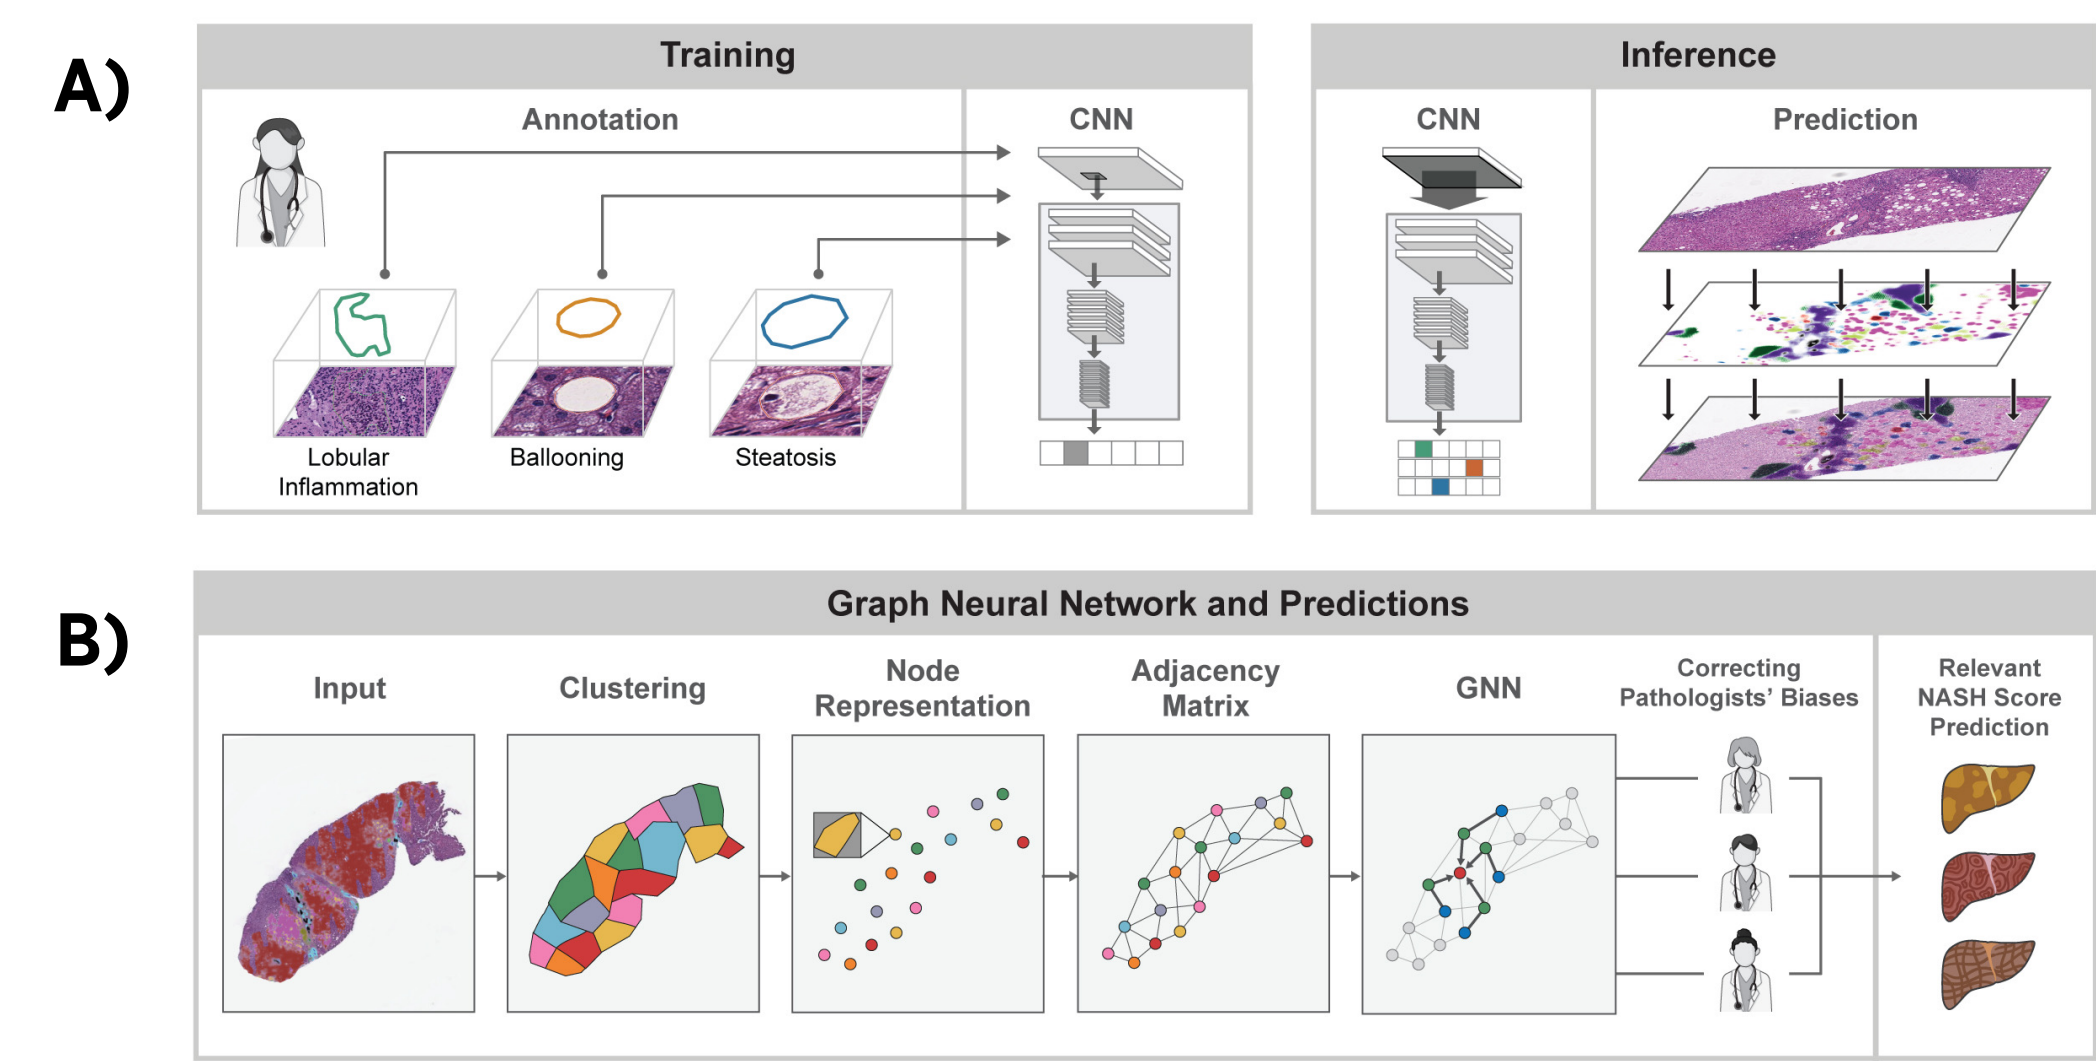 A)
Training
Annotation
CNN
Lobular
Inflammation
Ballooning
Steatosis
Inference
CNN
Prediction
B)
Graph Neural Network and Predictions
Input
Clustering
Node
Representation
Adjacency
Matrix
GNN
Correcting
Pathologists’ Biases
Relevant
NASH Score
Prediction